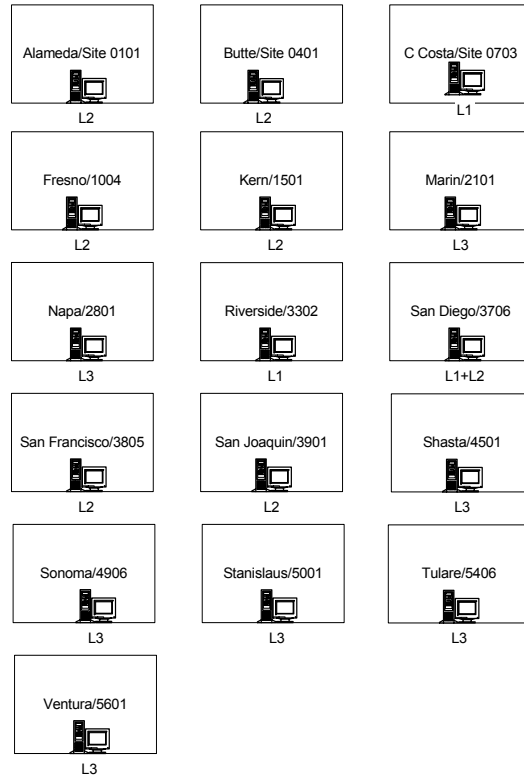 Alameda/Site 0101
Butte/Site 0401
C Costa/Site 0703
L2
L2
L1
Fresno/1004
Kern/1501
Marin/2101
L2
L2
L3
Napa/2801
Riverside/3302
San Diego/3706
L3
L1
L1+L2
San Francisco/3805
San Joaquin/3901
Shasta/4501
L2
L2
L3
Sonoma/4906
Stanislaus/5001
Tulare/5406
L3
L3
L3
Ventura/5601
L3